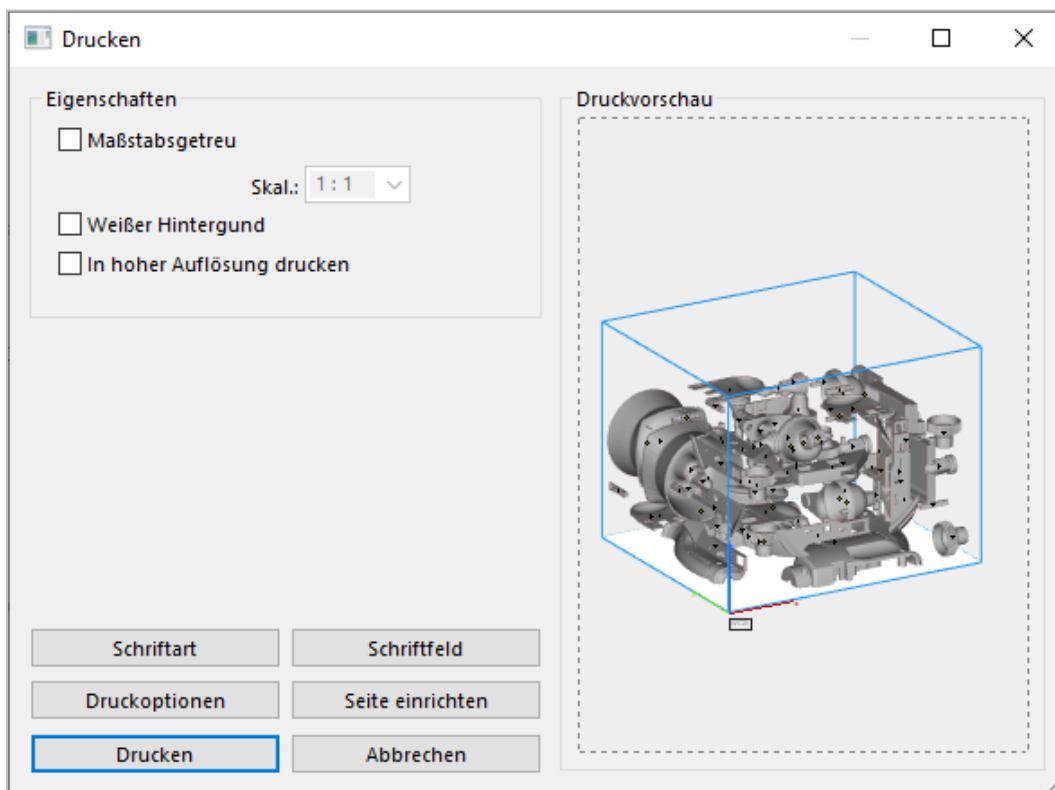 Drucken
Eigenschaften
Maßstabsgetreu
Skal.: 1 : 1
Weißer Hintergund
In hoher Auflösung drucken
Schriftart
Schriftfeld
Druckoptionen
Seite einrichten
Drucken
Abbrechen
Druckvorschau